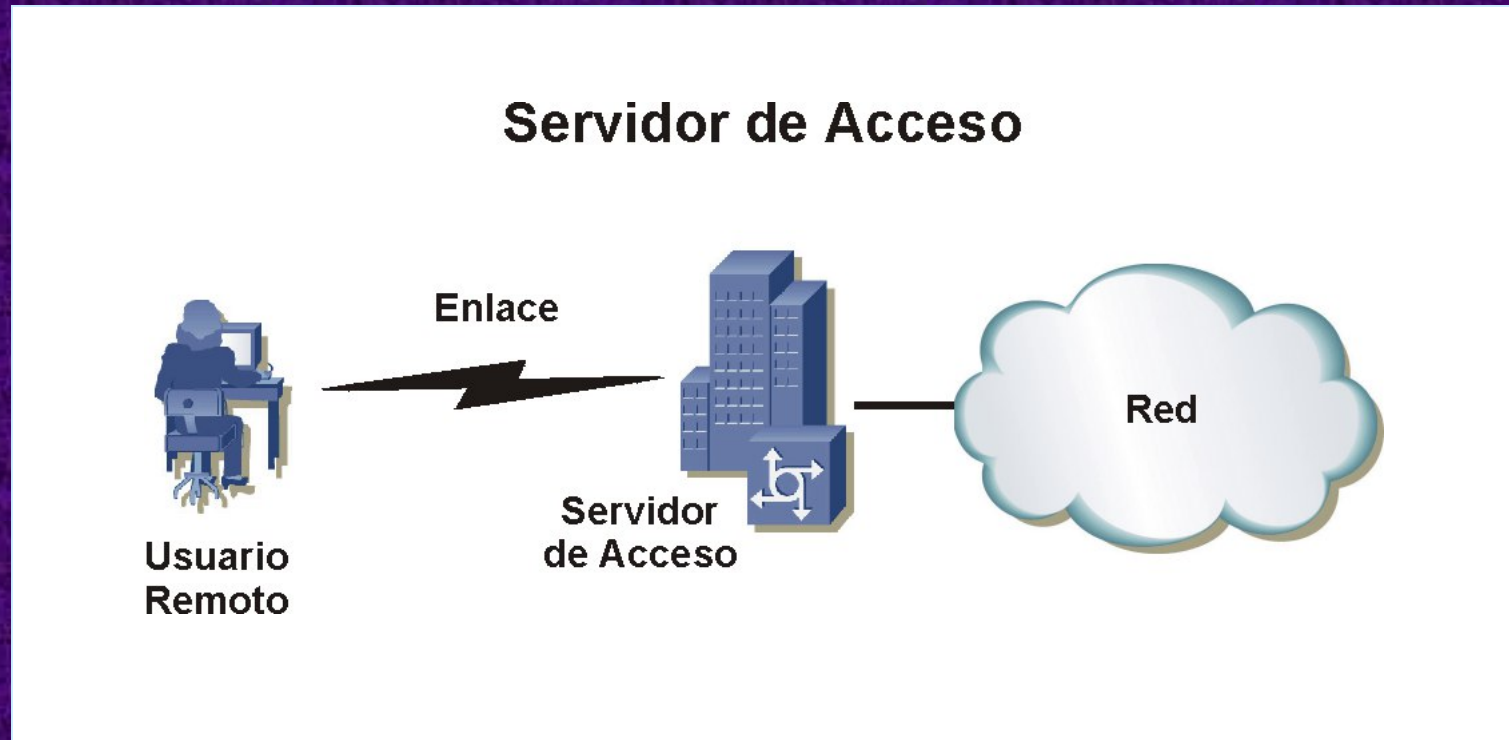 Servidor de Acceso
Enlace
Red
Servidor
de Acceso
Usuario
Remoto